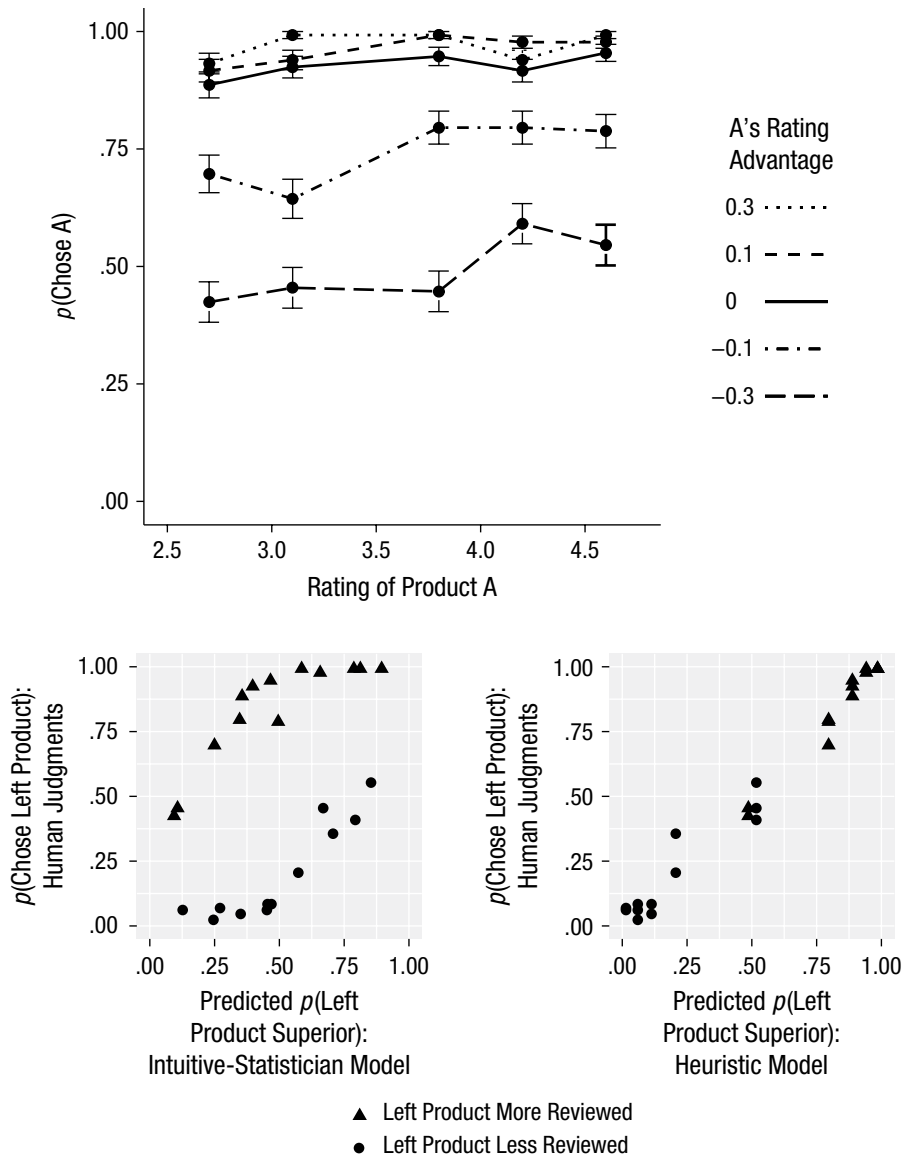 1.00
.75
.50
.25
.00
p(Chose A)
2.5 3.0 3.5 4.0 4.5
Rating of Product A
A’s Rating
Advantage
0.3
0.1
0
−0.1
−0.3
p(Chose Left Product):
Human Judgments
1.00
.75
.50
.25
.00
.00 .25 .50 .75 1.00
Predicted p(Left
Product Superior):
Intuitive-Statistician Model
p(Chose Left Product):
Human Judgments
1.00
.75
.50
.25
.00
.00 .25 .50 .75 1.00
Predicted p(Left
Product Superior):
Heuristic Model
Left Product More Reviewed
Left Product Less Reviewed